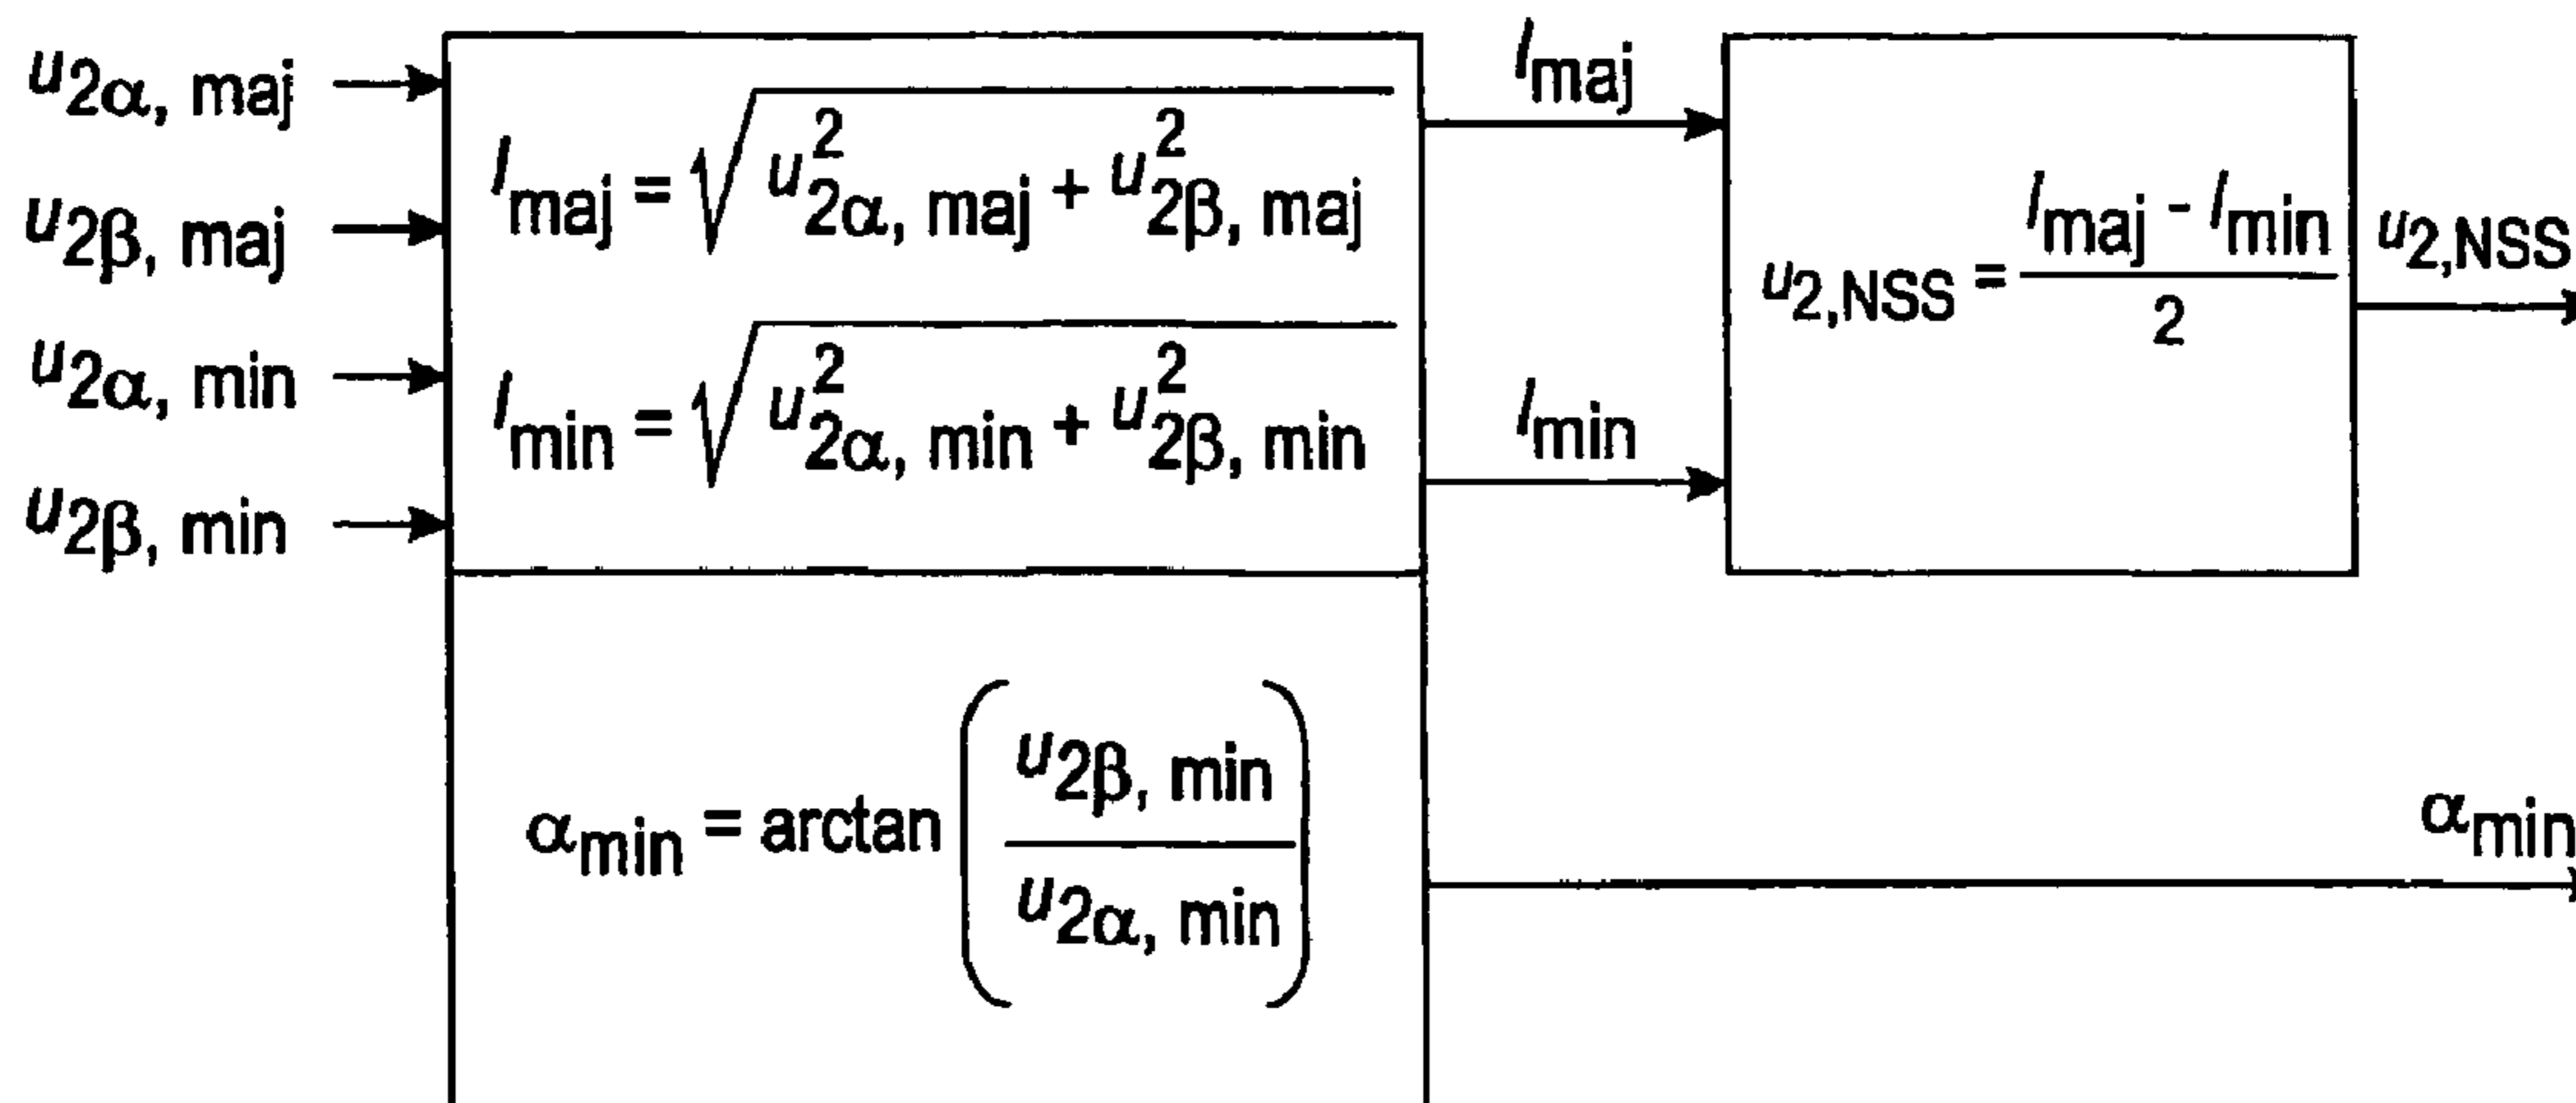 u2α, maj
u2β, maj
u2α, min
u2β, min
lmaj = √u²2α, maj + u²2β, maj
lmin = √u²2α, min + u²2β, min
αmin = arctan (u2β, min / u2α, min)
lmaj
lmin
u2,NSS = lmaj - lmin / 2
u2,NSS
αmin